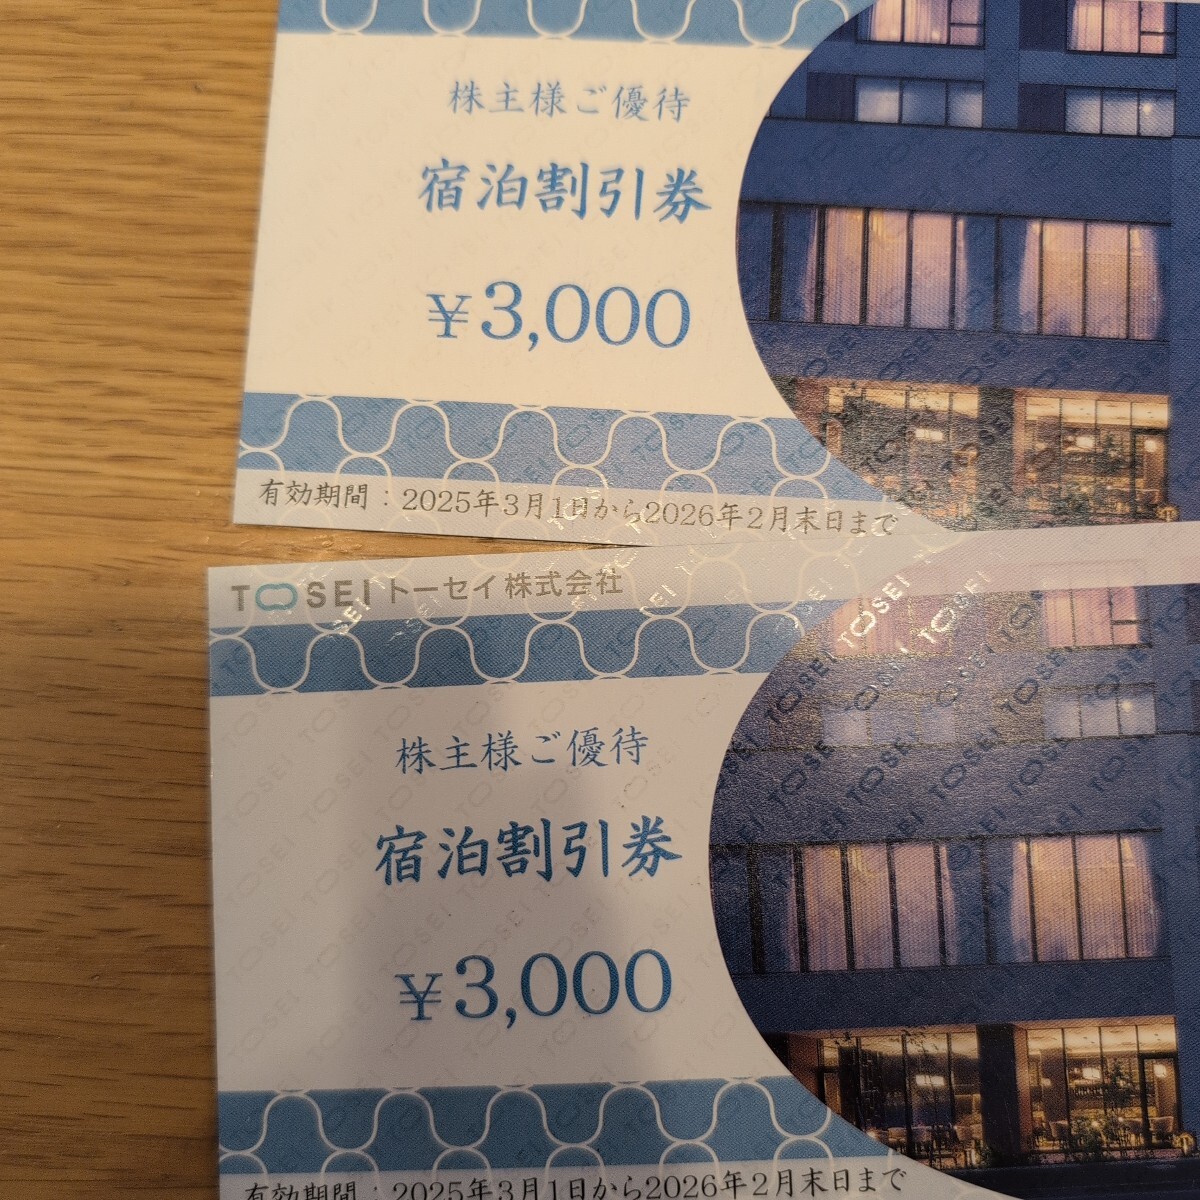 株主様ご優待
宿泊割引券
¥3,000
有効期間：2025年3月1日から2026年2月末日まで
TOSEI トーセイ株式会社
株主様ご優待
宿泊割引券
¥3,000
有効期間：2025年3月1日から2026年2月末日まで